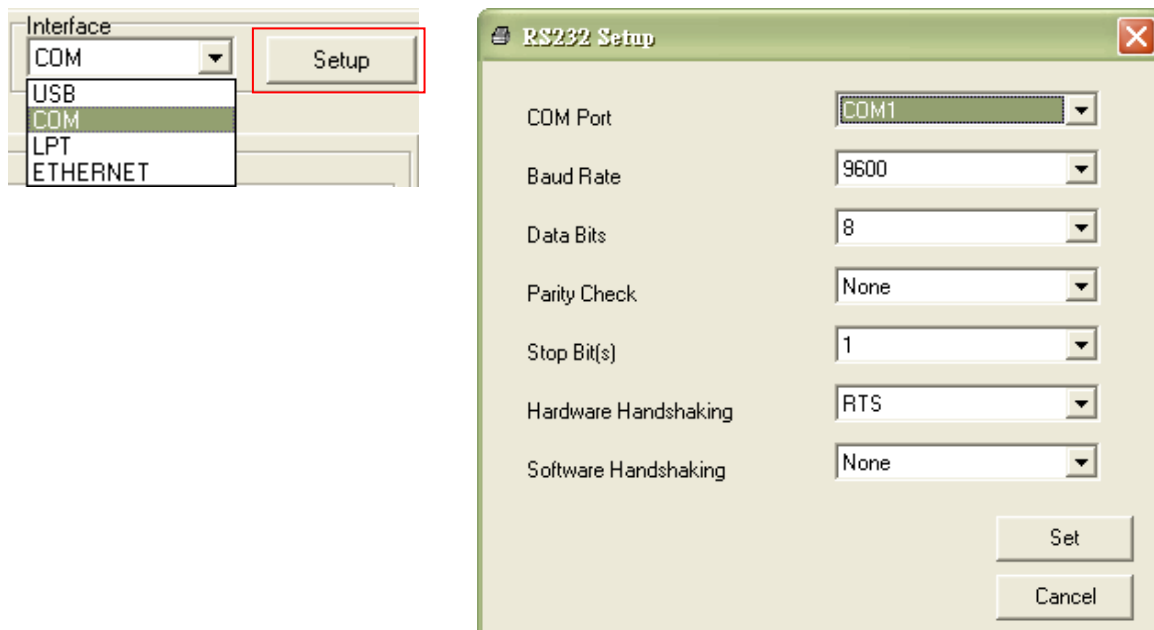 Interface
COM
Setup
USB
COM
LPT
ETHERNET
RS232 Setup
COM Port COM1
Baud Rate 9600
Data Bits 8
Parity Check None
Stop Bit(s) 1
Hardware Handshaking RTS
Software Handshaking None
Set
Cancel